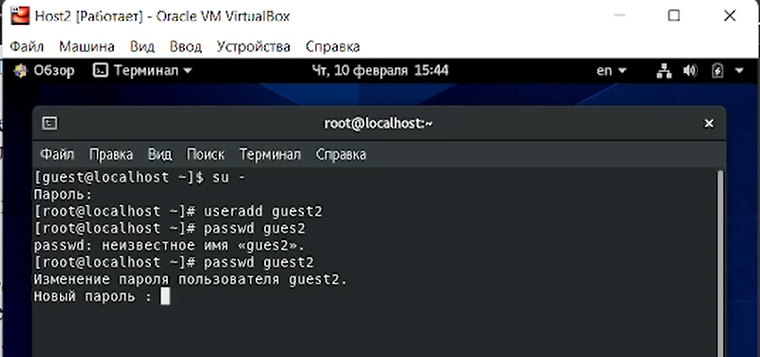 Host2 [Работает] - Oracle VM VirtualBox
Файл Машина Вид Ввод Устройства Справка
Обзор Терминал Чт, 10 февраля 15:44 en
root@localhost:~
Файл Правка Вид Поиск Терминал Справка
[guest@localhost ~]$ su -
Пароль:
[root@localhost ~]# useradd guest2
[root@localhost ~]# passwd gues2
passwd: неизвестное имя «gues2».
[root@localhost ~]# passwd guest2
Изменение пароля пользователя guest2.
Новый пароль :